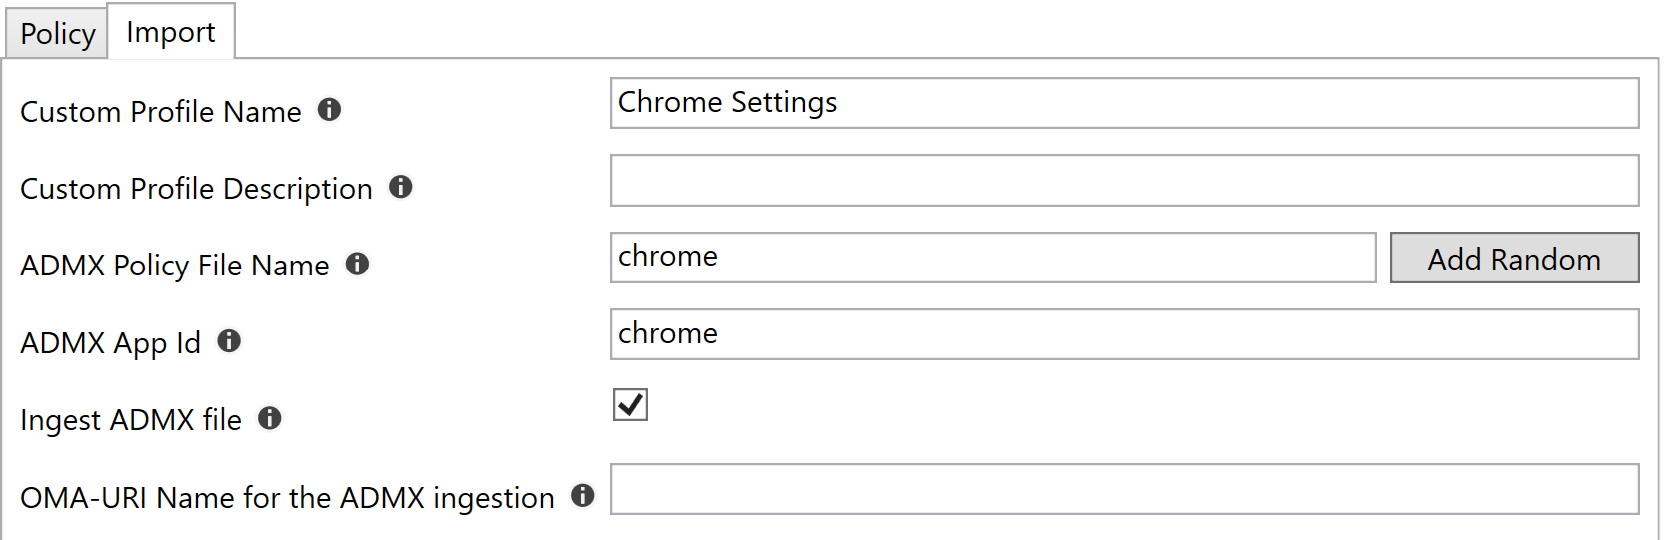 Policy Import
Custom Profile Name Chrome Settings
Custom Profile Description
ADMX Policy File Name chrome Add Random
ADMX App Id chrome
Ingest ADMX file
OMA-URI Name for the ADMX ingestion